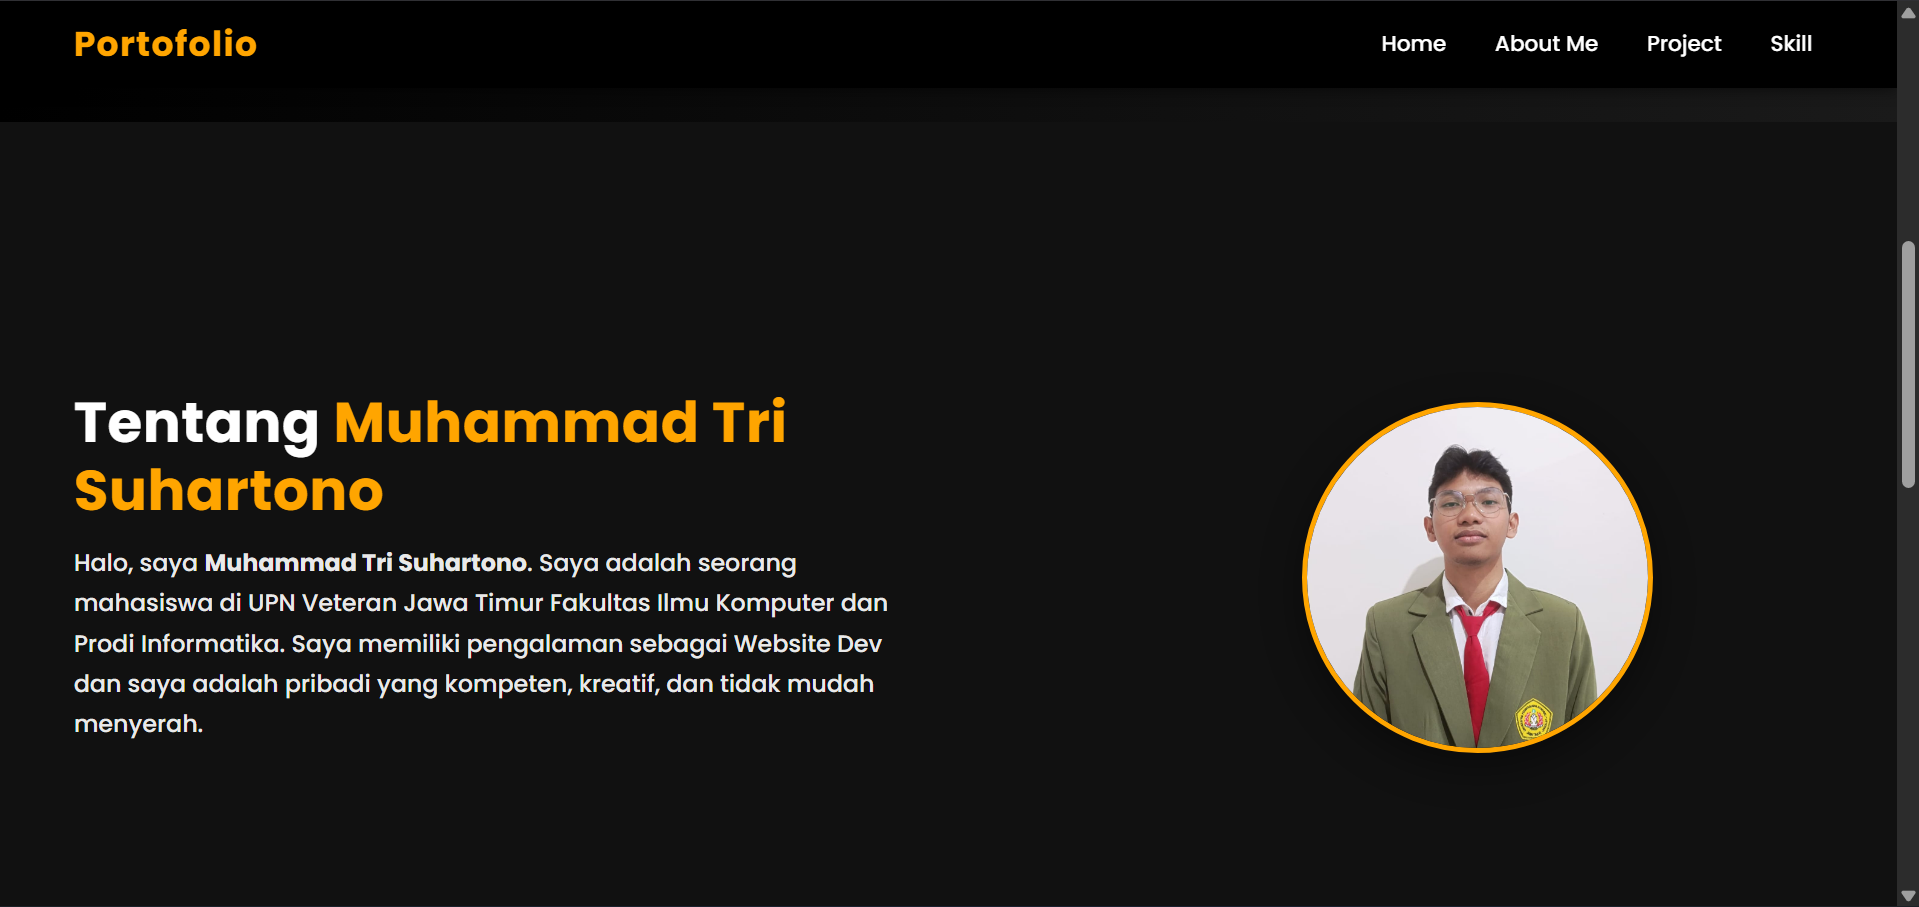 Portofolio
Home
About Me
Project
Skill
Tentang Muhammad Tri
Suhartono
Halo, saya Muhammad Tri Suhartono. Saya adalah seorang
mahasiswa di UPN Veteran Jawa Timur Fakultas Ilmu Komputer dan
Prodi Informatika. Saya memiliki pengalaman sebagai Website Dev
dan saya adalah pribadi yang kompeten, kreatif, dan tidak mudah
menyerah.